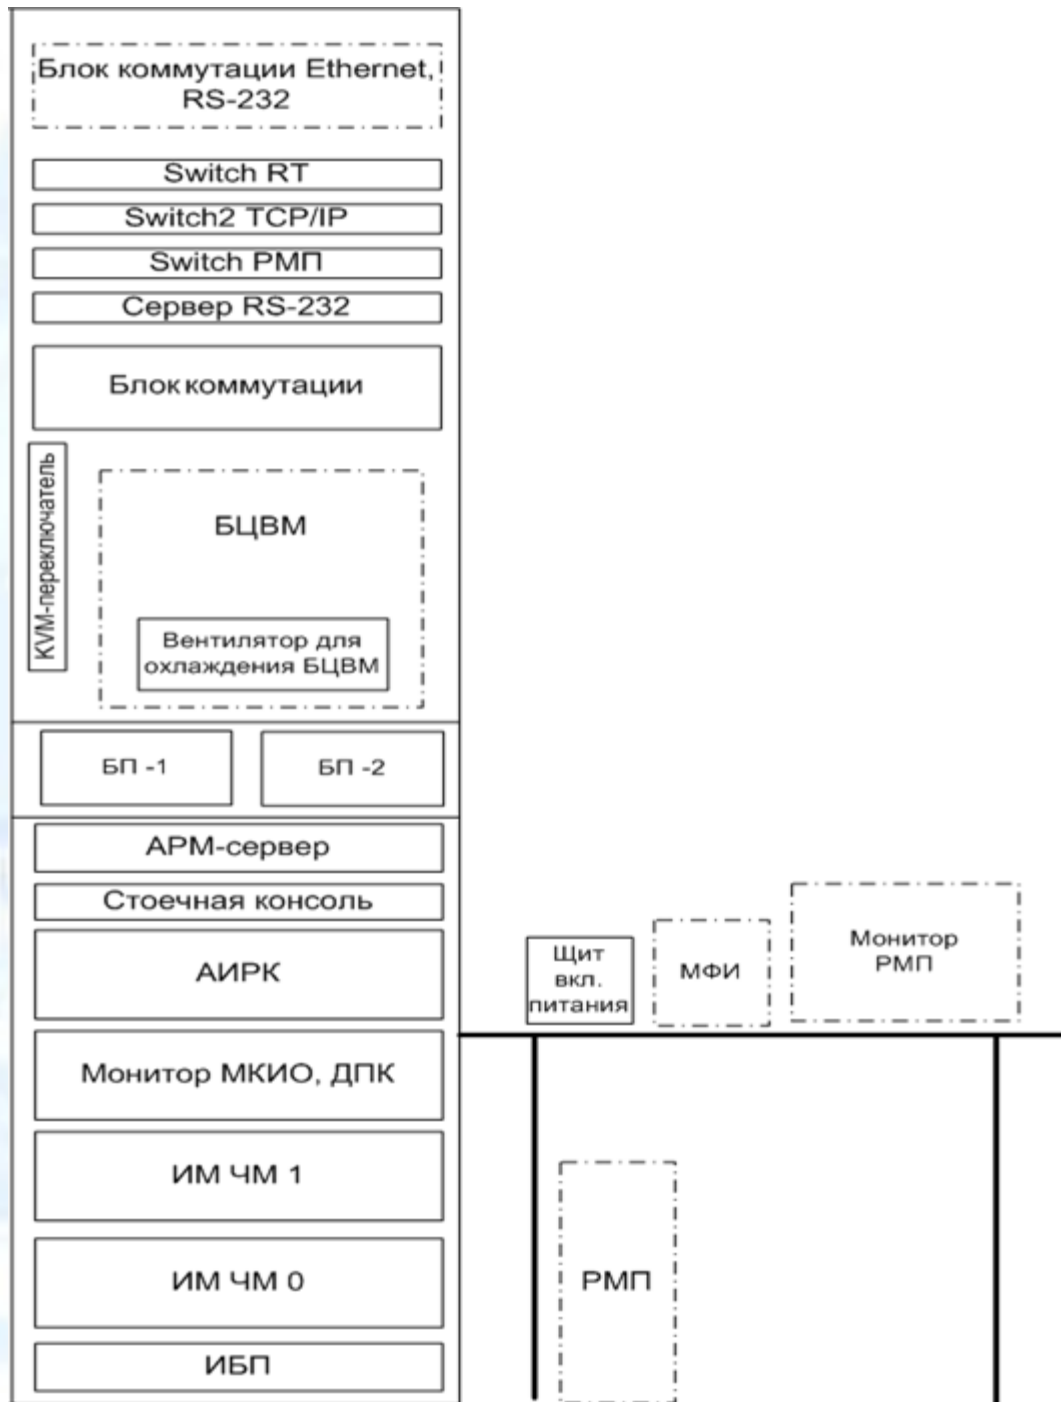 Блок коммутации Ethernet,
RS-232
Switch RT
Switch2 TCP/IP
Switch РМП
Сервер RS-232
Блок коммутации
KVM-переключатель
БЦВМ
Вентилятор для
охлаждения БЦВМ
БП -1
БП -2
АРМ-сервер
Стоечная консоль
АИРК
Монитор МКИО, ДПК
ИМ ЧМ 1
ИМ ЧМ 0
ИБП
Щит
вкл.
питания
МФИ
Монитор
РМП
РМП